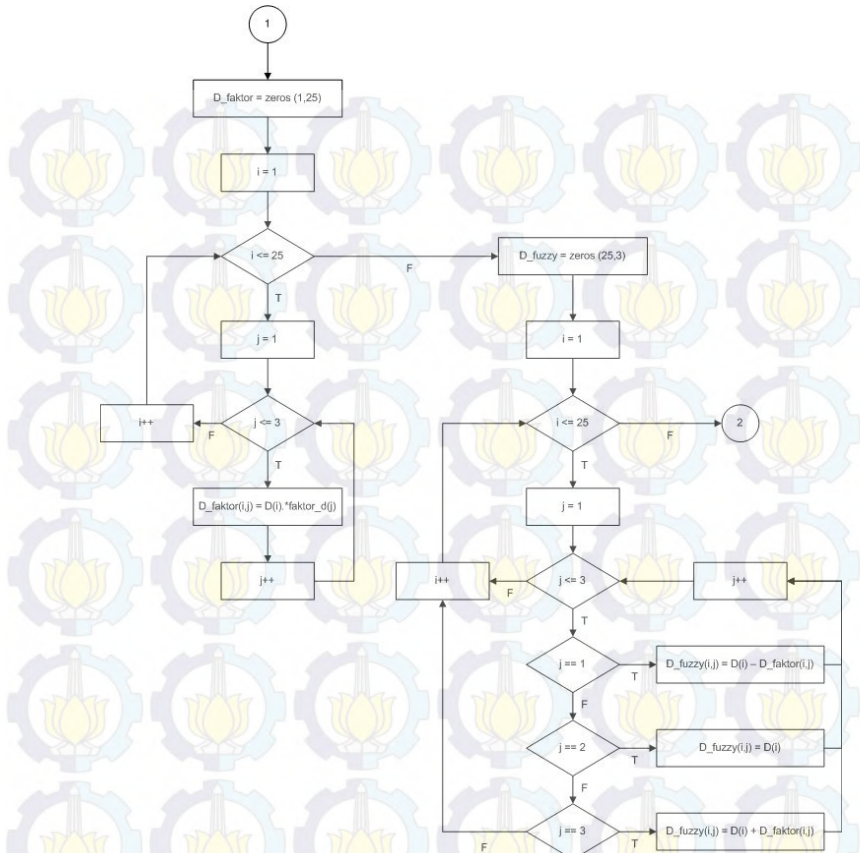 1
D_faktor = zeros (1,25)
i = 1
i <= 25
F
T
j = 1
j <= 3
F
T
i++
D_faktor(i,j) = D(i).*faktor_d(j)
j++
D_fuzzy = zeros (25,3)
i = 1
i <= 25
F
2
T
j = 1
i++
F
j <= 3
j++
T
j == 1
T
D_fuzzy(i,j) = D(i) – D_faktor(i,j)
F
j == 2
T
D_fuzzy(i,j) = D(i)
F
F
j == 3
T
D_fuzzy(i,j) = D(i) + D_faktor(i,j)